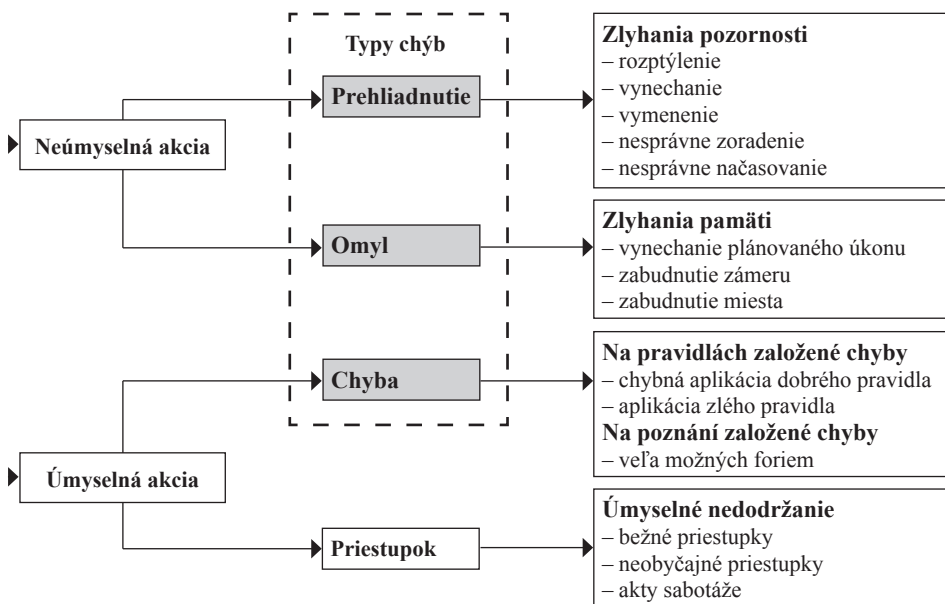 Typy chýb
Neúmyselná akcia
Prehliadnutie
Zlyhania pozornosti
– rozptýlenie
– vynechanie
– vymenenie
– nesprávne zoradenie
– nesprávne načasovanie
Omyl
Zlyhania pamäti
– vynechanie plánovaného úkonu
– zabudnutie zámeru
– zabudnutie miesta
Úmyselná akcia
Chyba
Na pravidlách založené chyby
– chybná aplikácia dobrého pravidla
– aplikácia zlého pravidla
Na poznání založené chyby
– veľa možných foriem
Priestupok
Úmyselné nedodržanie
– bežné priestupky
– neobyčajné priestupky
– akty sabotáže